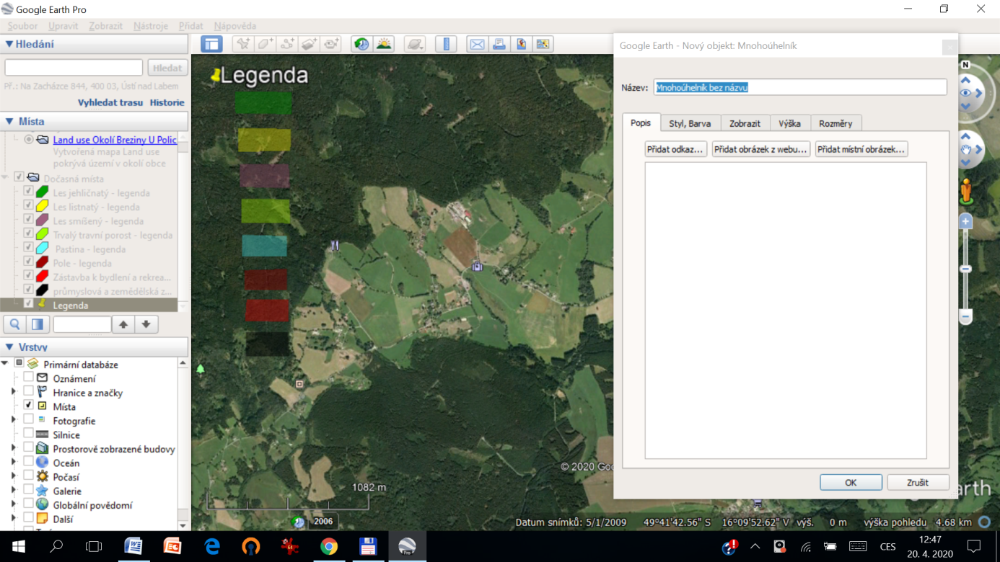 Google Earth Pro
Soubor Upravit Zobrazit Nástroje Přidat Nápověda
Hledání
Hledat
Př.: Na Zacházce 844, 400 03, Ústí nad Labem
Vyhledat trasu Historie
Místa
Land use Okolí Breziny U Polic
Vytvořená mapa Land use
pokrývá území v okolí obce
Dočasná místa
Les jehličnatý - legenda
Les listnatý - legenda
Les smíšený - legenda
Trvalý travní porost - legenda
Pastina - legenda
Pole - legenda
Zástavba k bydlení a rekrea...
průmyslová a zemědělská z...
Legenda
Vrstvy
Primární databáze
Oznámení
Hranice a značky
Místa
Fotografie
Silnice
Prostorově zobrazené budovy
Oceán
Počasí
Galerie
Globální povědomí
Další
Legenda
1082 m
2006
© 2020 Goo
Datum snímků: 5/1/2009 49°41'42.56" S 16°09'52.62" V výš. 0 m výška pohledu 4.68 km
N
Google Earth - Nový objekt: Mnohoúhelník
Název: Mnohoúhelník bez názvu
Popis Styl, Barva Zobrazit Výška Rozměry
Přidat odkaz... Přidat obrázek z webu... Přidat místní obrázek...
OK Zrušit
arth
64
Pro
CES
12:47
20. 4. 2020